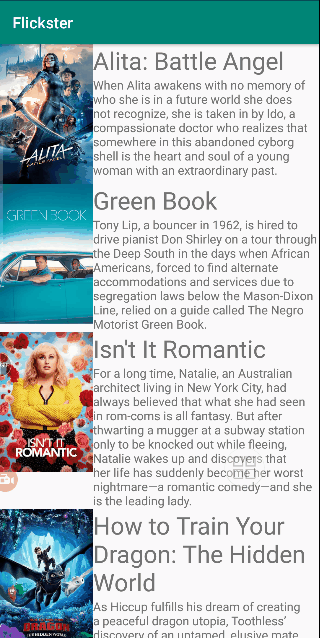 Flickster
Alita: Battle Angel
When Alita awakens with no memory of
who she is in a future world she does
not recognize, she is taken in by Ido, a
compassionate doctor who realizes that
somewhere in this abandoned cyborg
shell is the heart and soul of a young
woman with an extraordinary past.
ALITA
Green Book
GREEN BOOK
Tony Lip, a bouncer in 1962, is hired to
drive pianist Don Shirley on a tour through
the Deep South in the days when African
Americans, forced to find alternate
accommodations and services due to
segregation laws below the Mason-Dixon
Line, relied on a guide called The Negro
Motorist Green Book.
Isn't It Romantic
For a long time, Natalie, an Australian
architect living in New York City, had
always believed that what she had seen
in rom-coms is all fantasy. But after
thwarting a mugger at a subway station
only to be knocked out while fleeing,
Natalie wakes up and that
her life has suddenly her worst
nightmare—a romantic comedy—and she
is the leading lady.
ISN'T IT
ROMANTIC
How to Train Your
Dragon: The Hidden
World
As Hiccup fulfills his dream of creating
a peaceful dragon utopia, Toothless'
discovery of an untamed, elusive mate
DRAGON